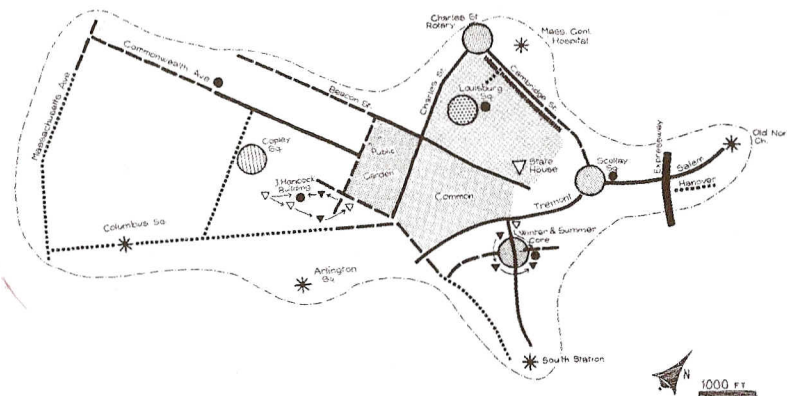 Charles St.
Rotary
Mass. Genl.
Hospital
Massachusetts Ave
Commonwealth Ave.
Beacon St.
Charles St.
Cambridge St.
Louisburg
Sq
Copley
Sq
Public
Garden
State
House
Scollay
Sq
Expressway
Old Nor
Ch.
Salem
Hanover
J. Hancock
Building
Common
Tremont
Columbus Sq.
Winter & Summer
Core
Arlington
Sq
South Station
N
1000 FT